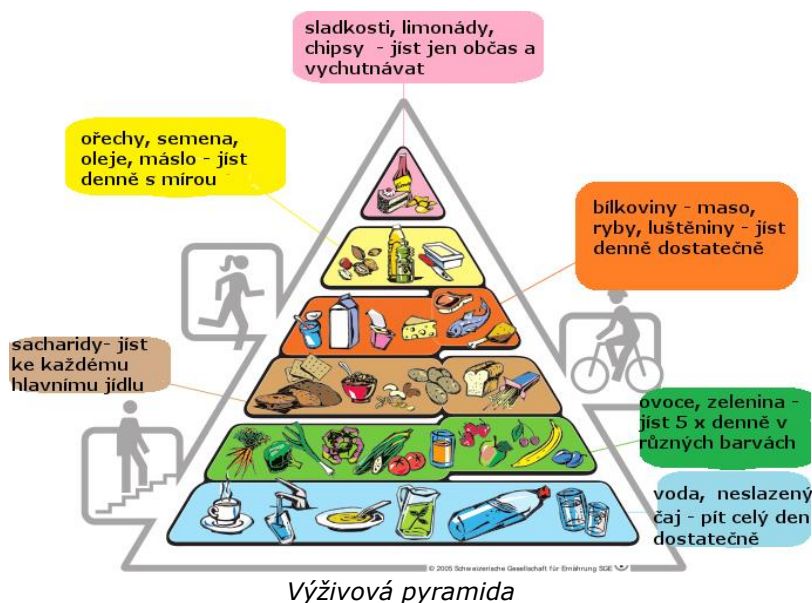 sladkosti, limonády,
chipsy - jíst jen občas a
vychutnávat
ořechy, semena,
oleje, máslo - jíst
denně s mírou
bílkoviny - maso,
ryby, luštěniny - jíst
denně dostatečně
sacharidy- jíst
ke každému
hlavnímu jídlu
ovoce, zelenina -
jíst 5 x denně v
různých barvách
voda, neslazený
čaj - pít celý den
dostatečně
© 2005 Schweizerische Gesellschaft für Ernährung SGE
Výživová pyramida